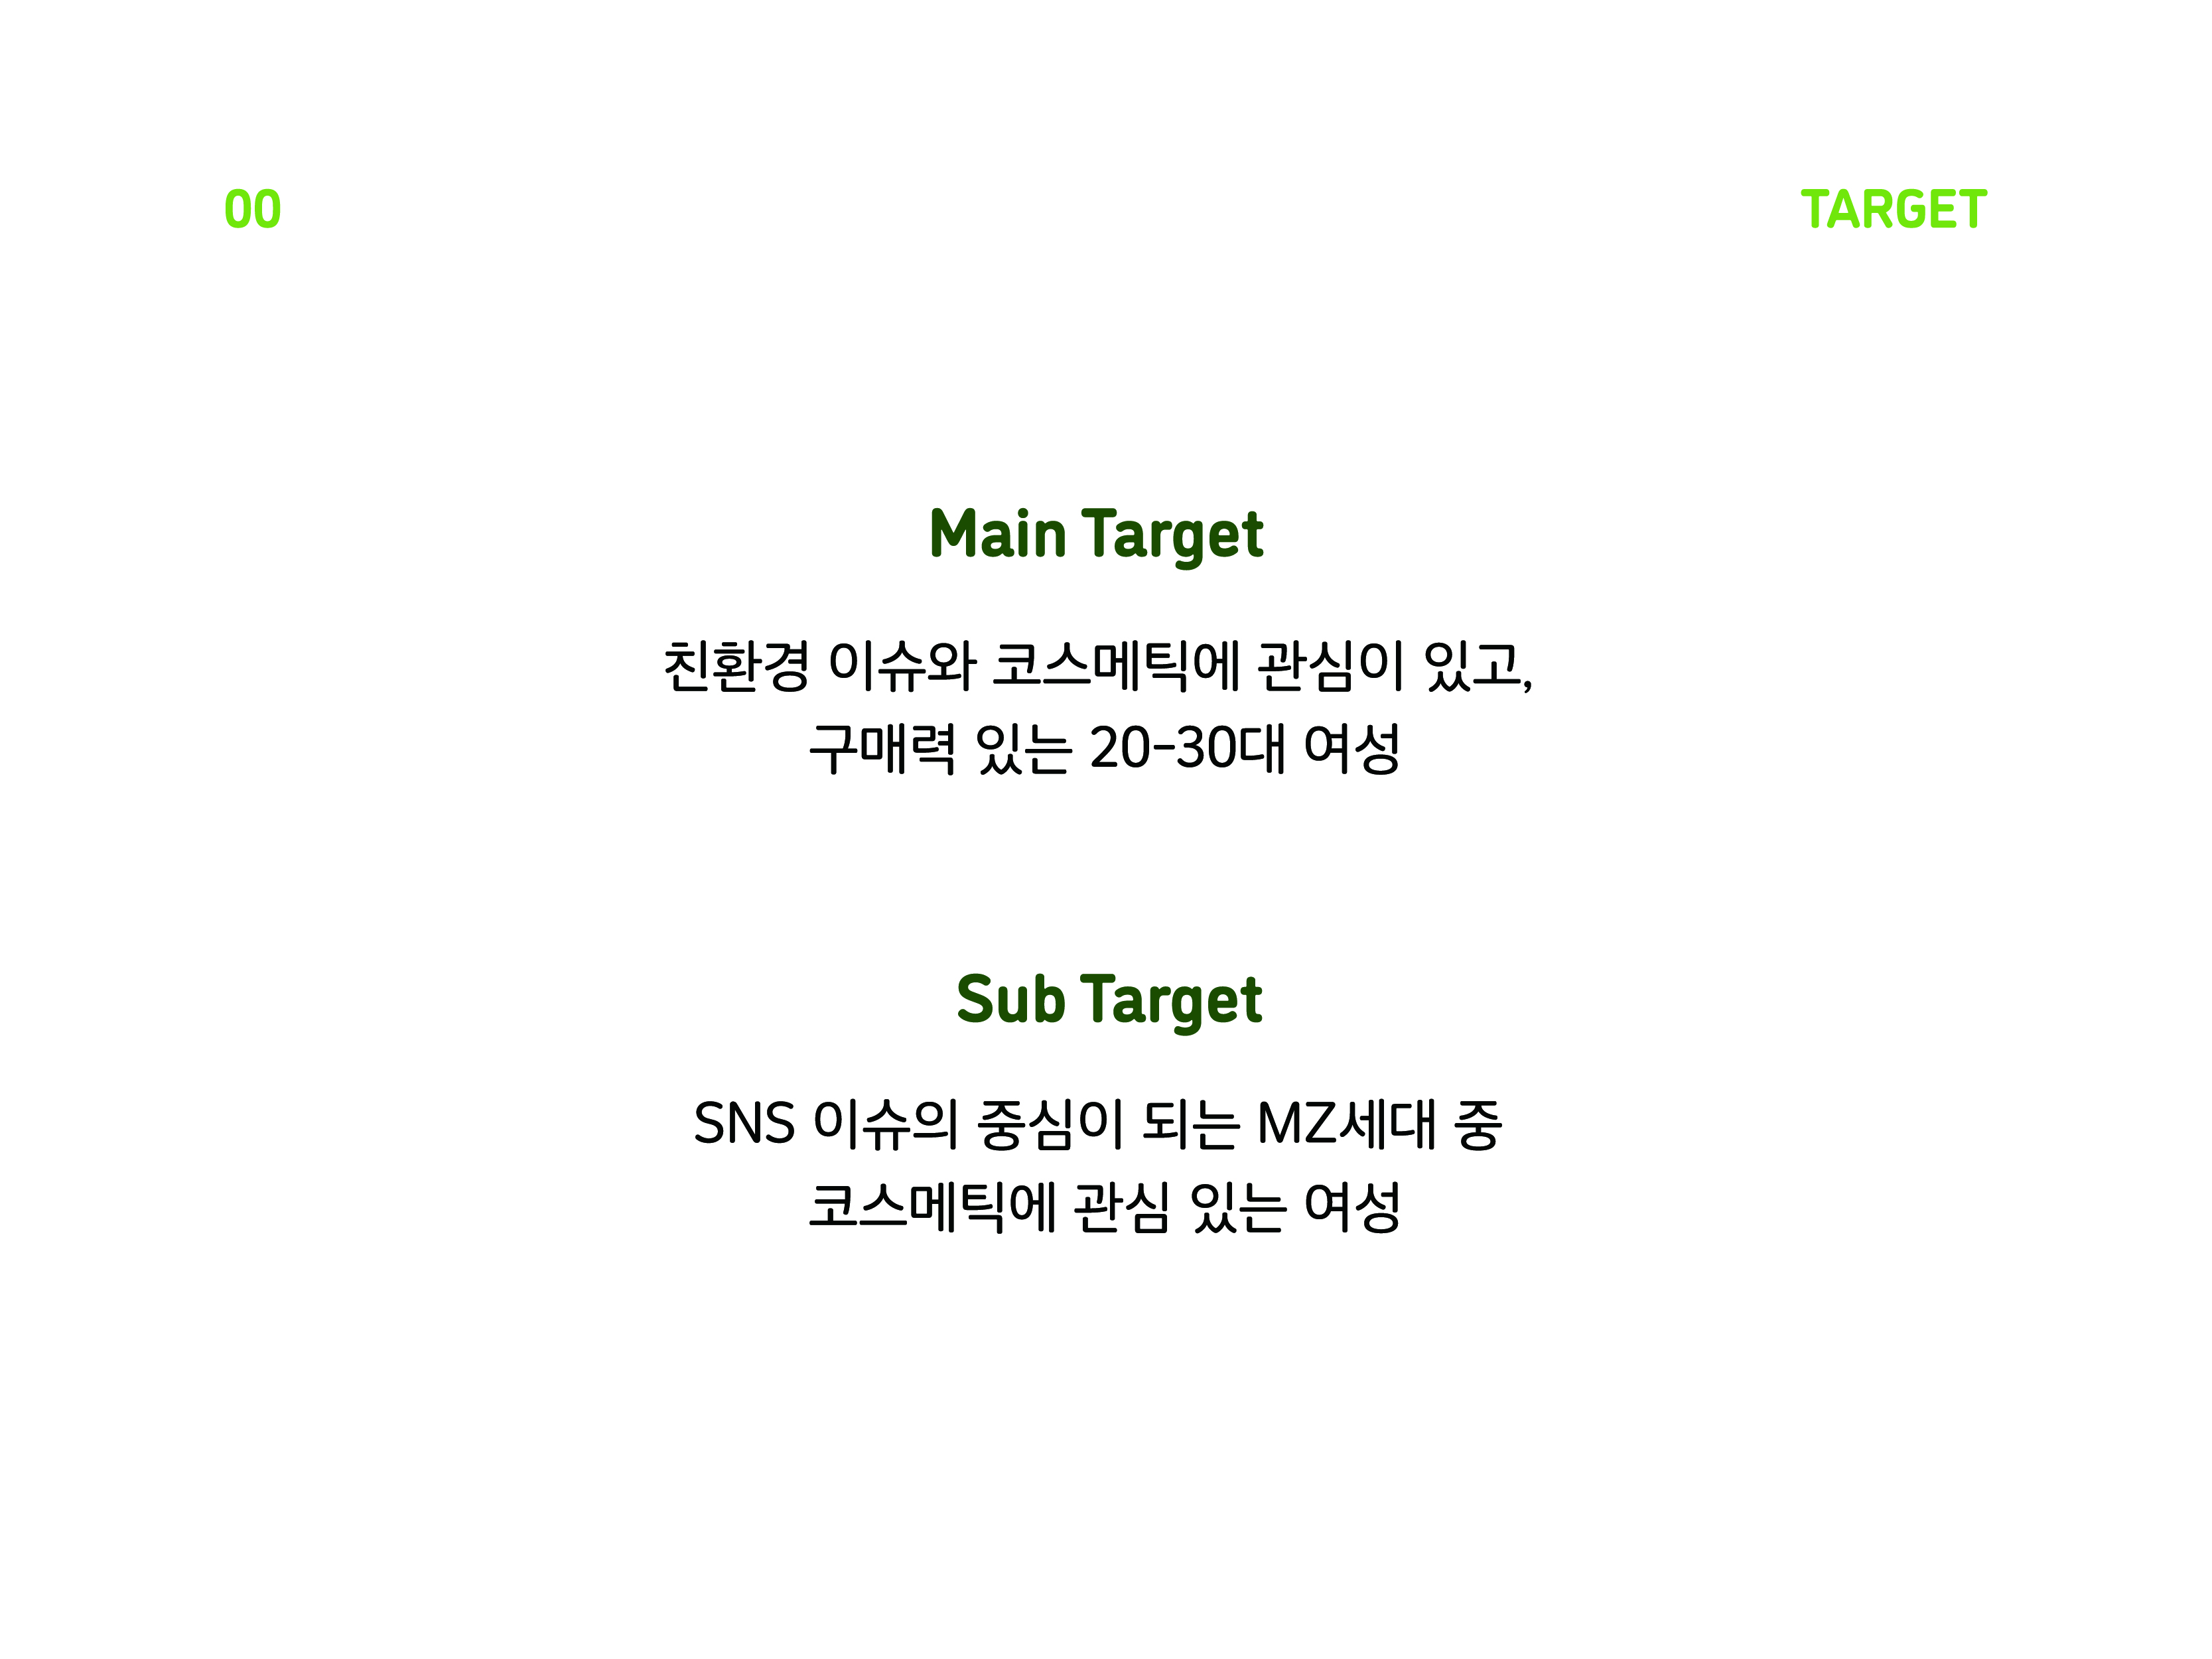 00
TARGET
Main Target
친환경 이슈와 코스메틱에 관심이 있고,
구매력 있는 20-30대 여성
Sub Target
SNS 이슈의 중심이 되는 MZ세대 중
코스메틱에 관심 있는 여성